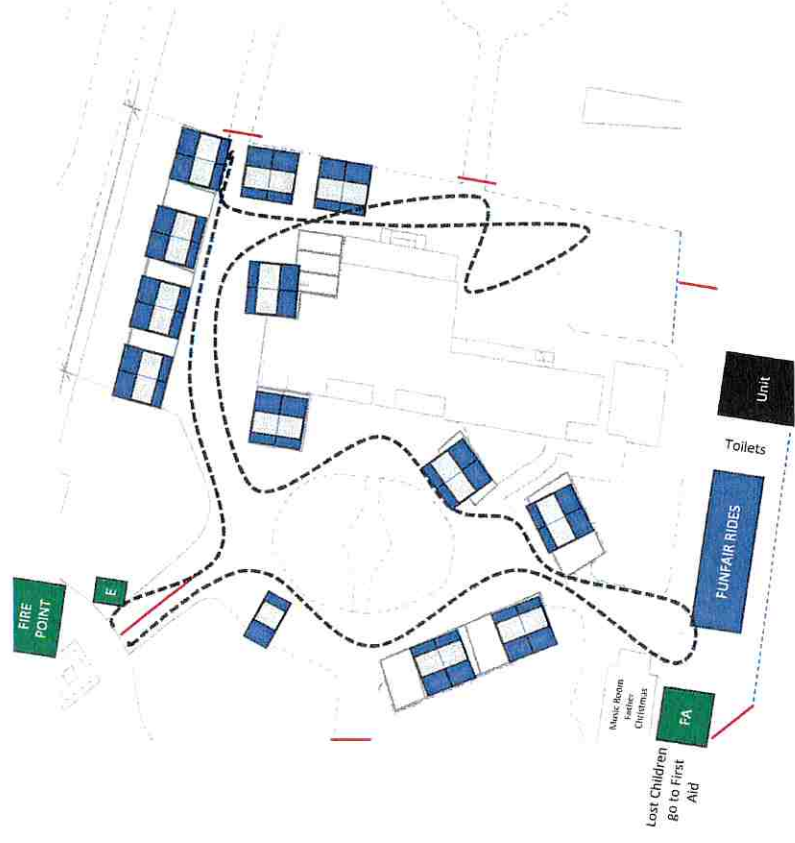 FIRE
POINT
E
Unit
Toilets
FUNFAIR RIDES
Music Room
Father
Christmas
FA
Lost Children
go to First
Aid